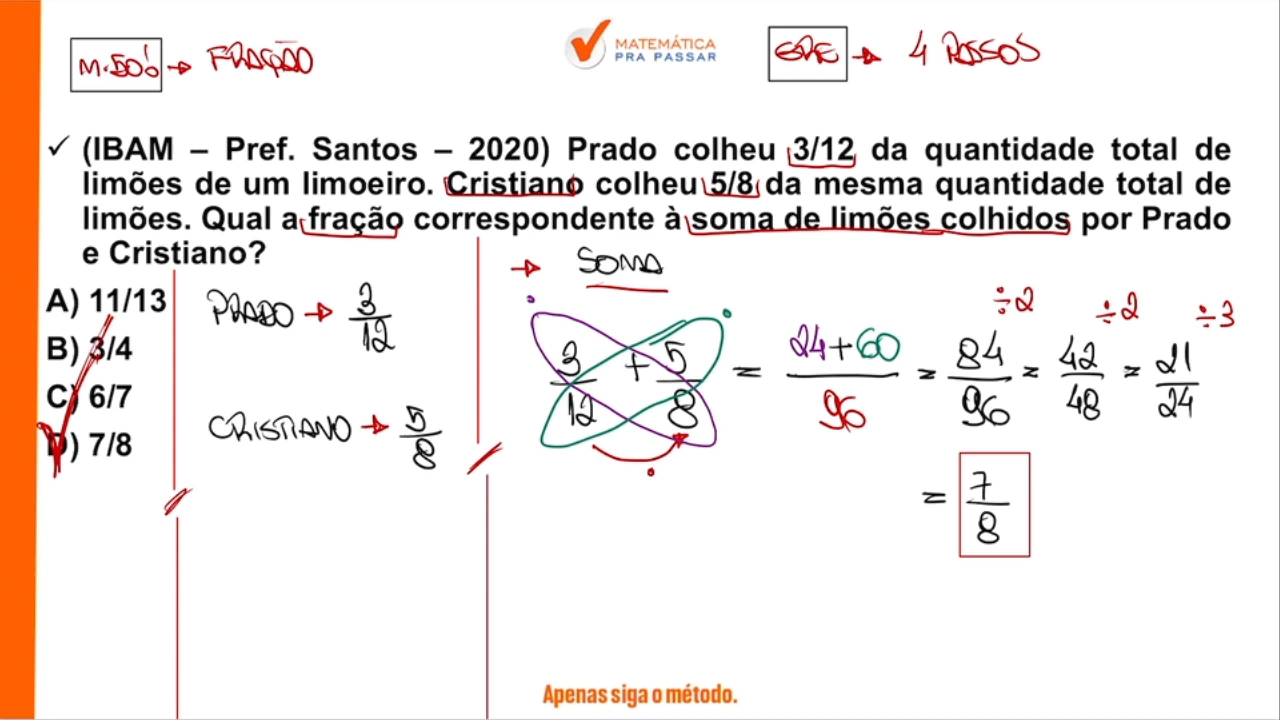 M.50's → FRAÇÃO
MATEMÁTICA
PRA PASSAR
→ 4 PASSOS
✓ (IBAM – Pref. Santos – 2020) Prado colheu 3/12 da quantidade total de
limões de um limoeiro. Cristiano colheu 5/8 da mesma quantidade total de
limões. Qual a fração correspondente à soma de limões colhidos por Prado
e Cristiano?
A) 11/13
B) 3/4
C) 6/7
D) 7/8
PRADO → 3/12
CRISTIANO → 5/8
→ SOMA
÷2 ÷2 ÷3
3/12 + 5/8 = 24+60/96 = 84/96 = 42/48 = 21/24
= 7/8
Apenas siga o método.